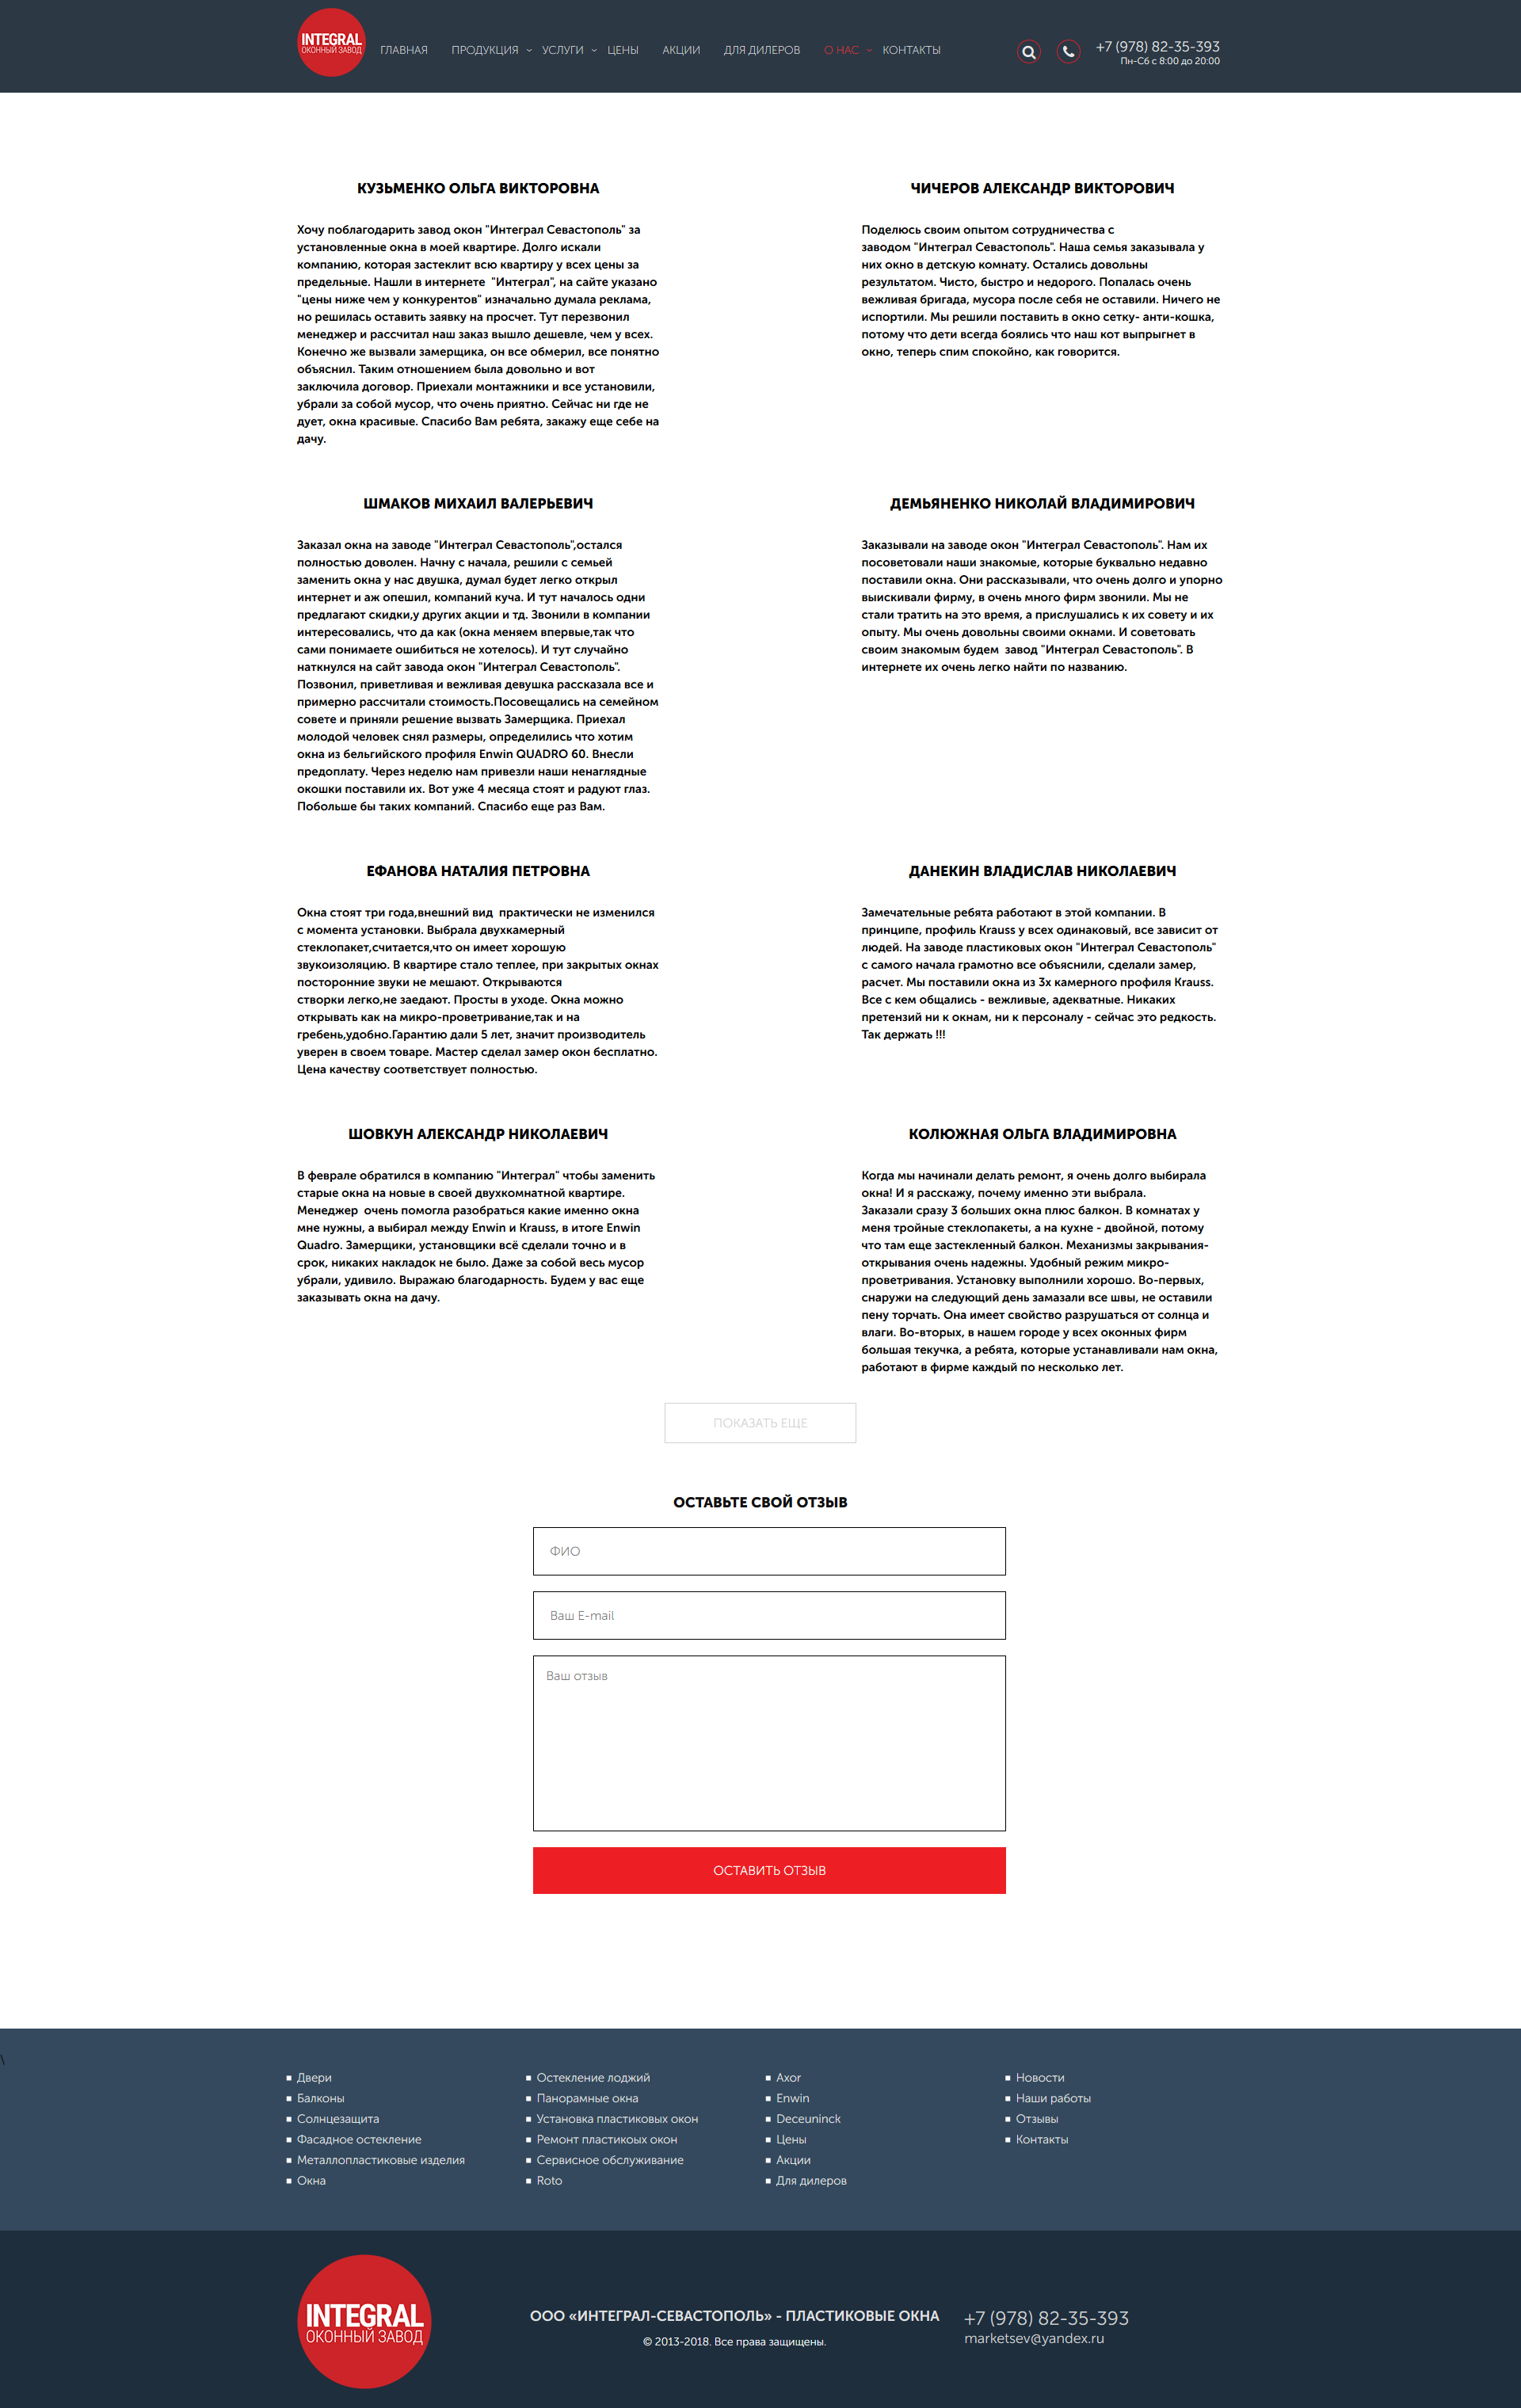 INTEGRAL
ОКОННЫЙ ЗАВОД
ГЛАВНАЯ
ПРОДУКЦИЯ
УСЛУГИ
ЦЕНЫ
АКЦИИ
ДЛЯ ДИЛЕРОВ
О НАС
КОНТАКТЫ
+7 (978) 82-35-393
Пн-Сб с 8:00 до 20:00
КУЗЬМЕНКО ОЛЬГА ВИКТОРОВНА
Хочу поблагодарить завод окон "Интеграл Севастополь" за
установленные окна в моей квартире. Долго искали
компанию, которая застеклит всю квартиру у всех цены за
предельные. Нашли в интернете "Интеграл", на сайте указано
"цены ниже чем у конкурентов" изначально думала реклама,
но решилась оставить заявку на просчет. Тут перезвонил
менеджер и рассчитал наш заказ вышло дешевле, чем у всех.
Конечно же вызвали замерщика, он все обмерил, все понятно
объяснил. Таким отношением была довольно и вот
заключила договор. Приехали монтажники и все установили,
убрали за собой мусор, что очень приятно. Сейчас ни где не
дует, окна красивые. Спасибо Вам ребята, закажу еще себе на
дачу.
ЧИЧЕРОВ АЛЕКСАНДР ВИКТОРОВИЧ
Поделюсь своим опытом сотрудничества с
заводом "Интеграл Севастополь". Наша семья заказывала у
них окно в детскую комнату. Остались довольны
результатом. Чисто, быстро и недорого. Попалась очень
вежливая бригада, мусора после себя не оставили. Ничего не
испортили. Мы решили поставить в окно сетку- анти-кошка,
потому что дети всегда боялись что наш кот выпрыгнет в
окно, теперь спим спокойно, как говорится.
ШМАКОВ МИХАИЛ ВАЛЕРЬЕВИЧ
Заказал окна на заводе "Интеграл Севастополь",остался
полностью доволен. Начну с начала, решили с семьей
заменить окна у нас двушка, думал будет легко открыл
интернет и аж опешил, компаний куча. И тут началось одни
предлагают скидки,у других акции и тд. Звонили в компании
интересовались, что да как (окна меняем впервые,так что
сами понимаете ошибиться не хотелось). И тут случайно
наткнулся на сайт завода окон "Интеграл Севастополь".
Позвонил, приветливая и вежливая девушка рассказала все и
примерно рассчитали стоимость.Посовещались на семейном
совете и приняли решение вызвать Замерщика. Приехал
молодой человек снял размеры, определились что хотим
окна из бельгийского профиля Enwin QUADRO 60. Внесли
предоплату. Через неделю нам привезли наши ненаглядные
окошки поставили их. Вот уже 4 месяца стоят и радуют глаз.
Побольше бы таких компаний. Спасибо еще раз Вам.
ДЕМЬЯНЕНКО НИКОЛАЙ ВЛАДИМИРОВИЧ
Заказывали на заводе окон "Интеграл Севастополь". Нам их
посоветовали наши знакомые, которые буквально недавно
поставили окна. Они рассказывали, что очень долго и упорно
выискивали фирму, в очень много фирм звонили. Мы не
стали тратить на это время, а прислушались к их совету и их
опыту. Мы очень довольны своими окнами. И советовать
своим знакомым будем завод "Интеграл Севастополь". В
интернете их очень легко найти по названию.
ЕФАНОВА НАТАЛИЯ ПЕТРОВНА
Окна стоят три года,внешний вид практически не изменился
с момента установки. Выбрала двухкамерный
стеклопакет,считается,что он имеет хорошую
звукоизоляцию. В квартире стало теплее, при закрытых окнах
посторонние звуки не мешают. Открываются
створки легко,не заедают. Просты в уходе. Окна можно
открывать как на микро-проветривание,так и на
гребень,удобно.Гарантию дали 5 лет, значит производитель
уверен в своем товаре. Мастер сделал замер окон бесплатно.
Цена качеству соответствует полностью.
ДАНЕКИН ВЛАДИСЛАВ НИКОЛАЕВИЧ
Замечательные ребята работают в этой компании. В
принципе, профиль Krauss у всех одинаковый, все зависит от
людей. На заводе пластиковых окон "Интеграл Севастополь"
с самого начала грамотно все объяснили, сделали замер,
расчет. Мы поставили окна из 3х камерного профиля Krauss.
Все с кем общались - вежливые, адекватные. Никаких
претензий ни к окнам, ни к персоналу - сейчас это редкость.
Так держать !!!
ШОВКУН АЛЕКСАНДР НИКОЛАЕВИЧ
В феврале обратился в компанию "Интеграл" чтобы заменить
старые окна на новые в своей двухкомнатной квартире.
Менеджер очень помогла разобраться какие именно окна
мне нужны, а выбирал между Enwin и Krauss, в итоге Enwin
Quadro. Замерщики, установщики всё сделали точно и в
срок, никаких накладок не было. Даже за собой весь мусор
убрали, удивило. Выражаю благодарность. Будем у вас еще
заказывать окна на дачу.
КОЛЮЖНАЯ ОЛЬГА ВЛАДИМИРОВНА
Когда мы начинали делать ремонт, я очень долго выбирала
окна! И я расскажу, почему именно эти выбрала.
Заказали сразу 3 больших окна плюс балкон. В комнатах у
меня тройные стеклопакеты, а на кухне - двойной, потому
что там еще застекленный балкон. Механизмы закрывания-
открывания очень надежны. Удобный режим микро-
проветривания. Установку выполнили хорошо. Во-первых,
снаружи на следующий день замазали все швы, не оставили
пену торчать. Она имеет свойство разрушаться от солнца и
влаги. Во-вторых, в нашем городе у всех оконных фирм
большая текучка, а ребята, которые устанавливали нам окна,
работают в фирме каждый по несколько лет.
ПОКАЗАТЬ ЕЩЕ
ОСТАВЬТЕ СВОЙ ОТЗЫВ
ФИО
Ваш E-mail
Ваш отзыв
ОСТАВИТЬ ОТЗЫВ
\
Двери
Балконы
Солнцезащита
Фасадное остекление
Металлопластиковые изделия
Окна
Остекление лоджий
Панорамные окна
Установка пластиковых окон
Ремонт пластикоых окон
Сервисное обслуживание
Roto
Axor
Enwin
Deceuninck
Цены
Акции
Для дилеров
Новости
Наши работы
Отзывы
Контакты
INTEGRAL
ОКОННЫЙ ЗАВОД
ООО «ИНТЕГРАЛ-СЕВАСТОПОЛЬ» - ПЛАСТИКОВЫЕ ОКНА
© 2013-2018. Все права защищены.
+7 (978) 82-35-393
marketsev@yandex.ru